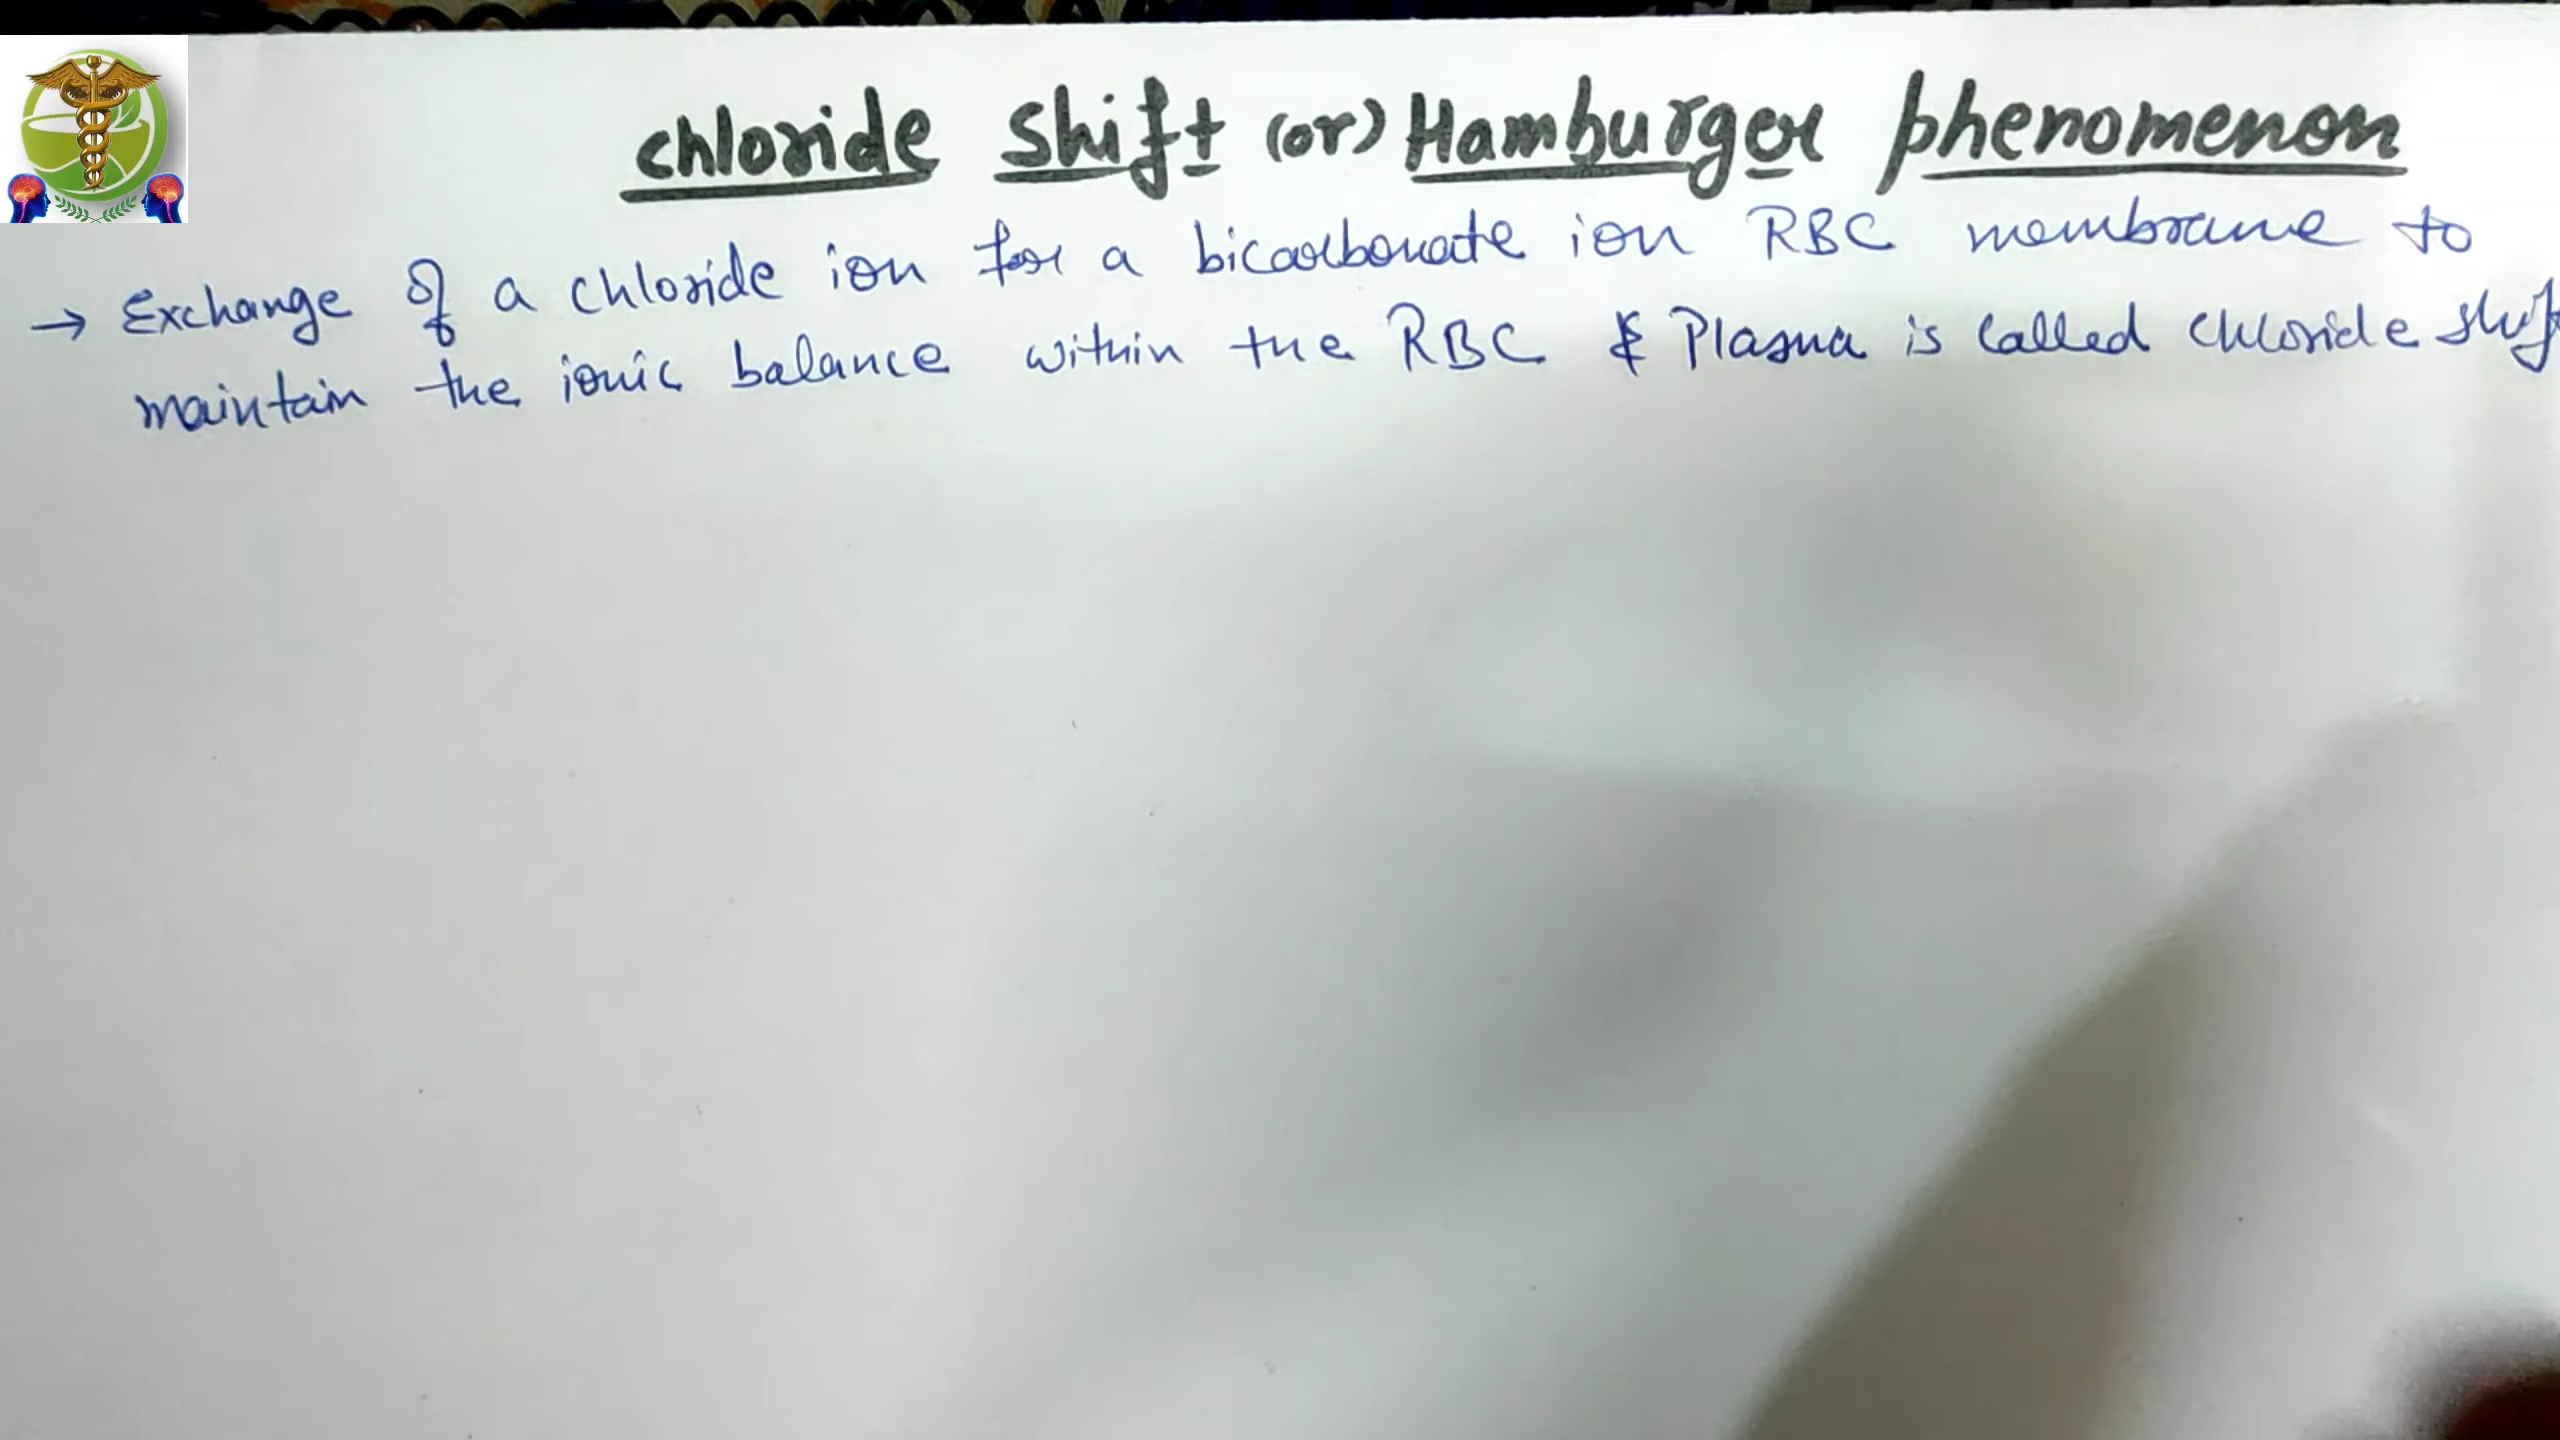 chloride shift (or) Hamburger phenomenon
→ Exchange of a chloride ion for a bicarbonate ion RBC membrane to
maintain the ionic balance within the RBC & Plasma is called chloride shif